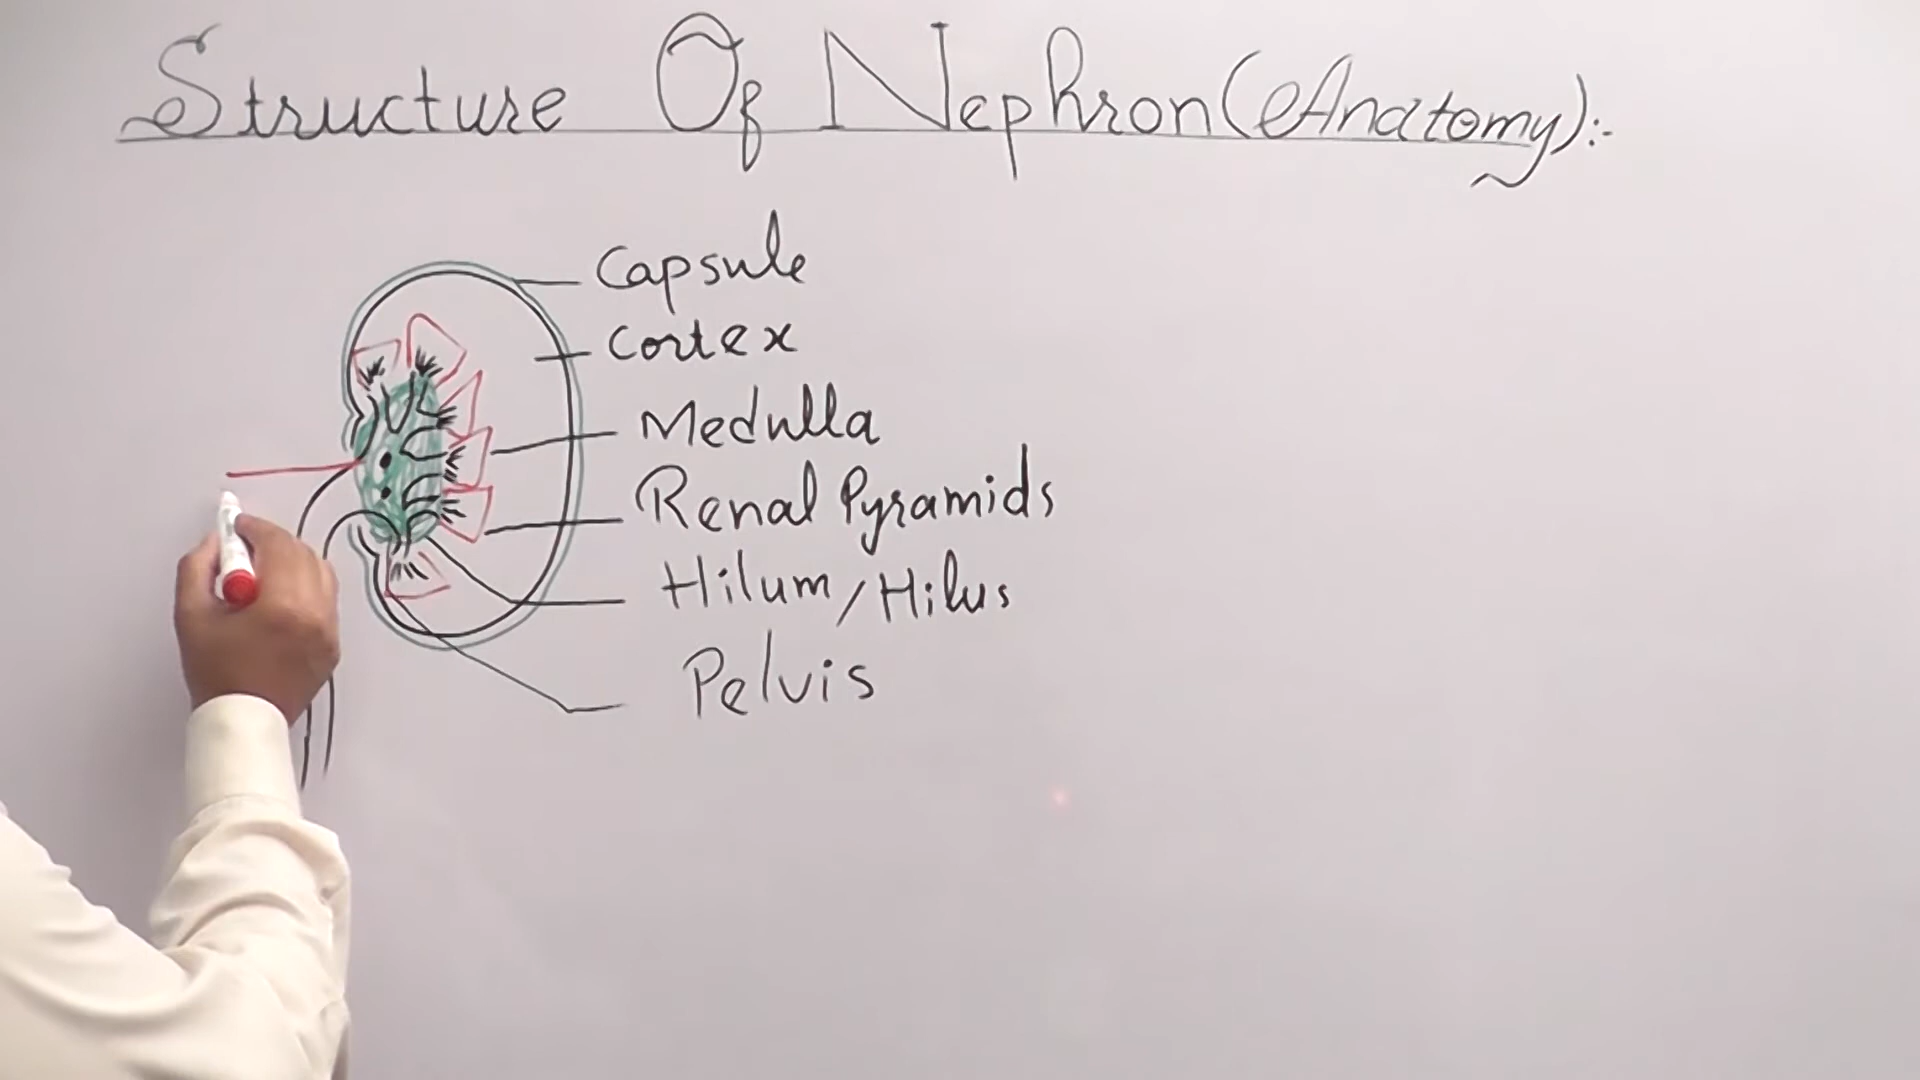 Structure Of Nephron (Anatomy):-
Capsule
Cortex
Medulla
Renal Pyramids
Hilum/Hilus
Pelvis